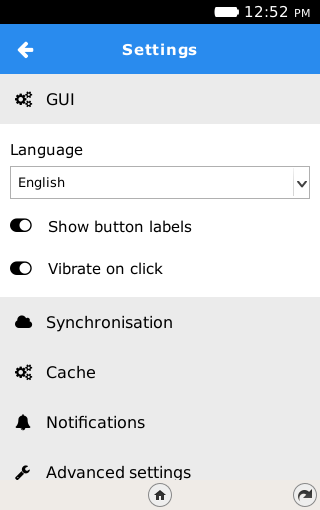 12:52 PM
Settings
GUI
Language
English
Show button labels
Vibrate on click
Synchronisation
Cache
Notifications
Advanced settings